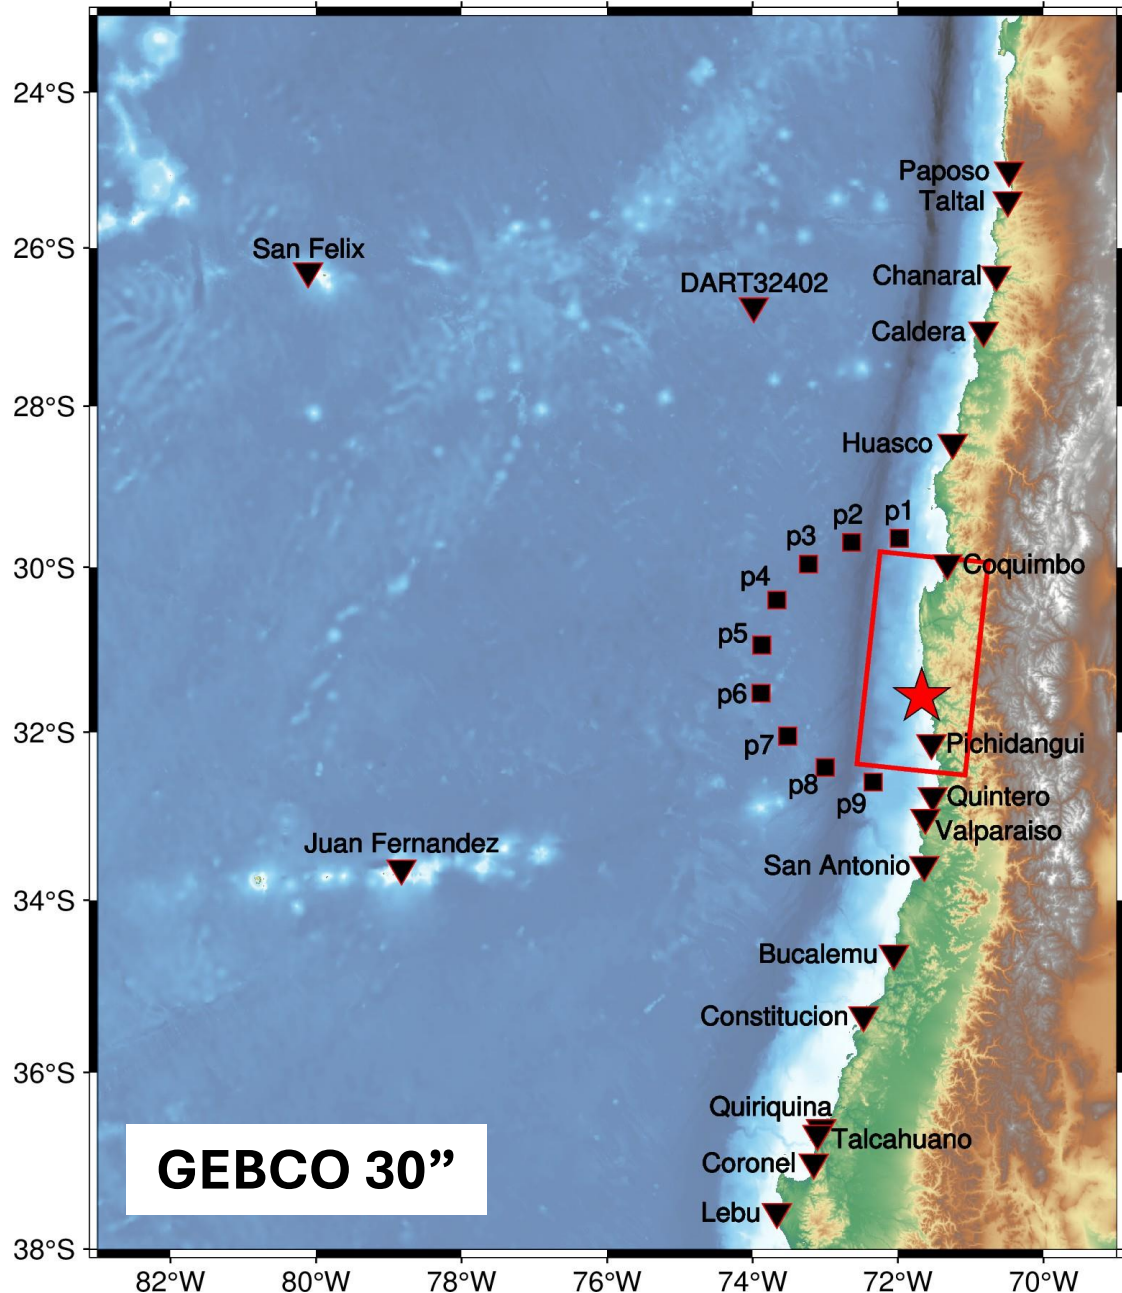 24°S
Paposo
Taltal
26°S
San Felix
Chanaral
DART32402
Caldera
28°S
Huasco
p1
p2
p3
30°S
Coquimbo
p4
p5
p6
32°S
Pichidangui
p7
p8
p9
Quintero
Valparaiso
Juan Fernandez
San Antonio
34°S
Bucalemu
Constitucion
36°S
Quiriquina
Talcahuano
GEBCO 30”
Coronel
Lebu
38°S
82°W
80°W
78°W
76°W
74°W
72°W
70°W